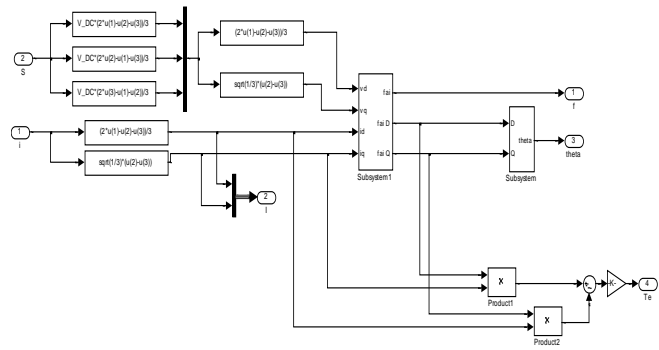 V_DC*(2*u(1)-u(2)-u(3))/3
V_DC*(2*u(2)-u(1)-u(3))/3
V_DC*(2*u(3)-u(1)-u(2))/3
2
S
(2*u(1)-u(2)-u(3))/3
sqrt(1/3)*(u(2)-u(3))
1
i
(2*u(1)-u(2)-u(3))/3
sqrt(1/3)*(u(2)-u(3))
2
I
vd
vq
id
iq
fai
fai D
fai Q
Subsystem1
1
f
D
Q
theta
Subsystem
3
theta
x
Product1
x
Product2
-K-
4
Te